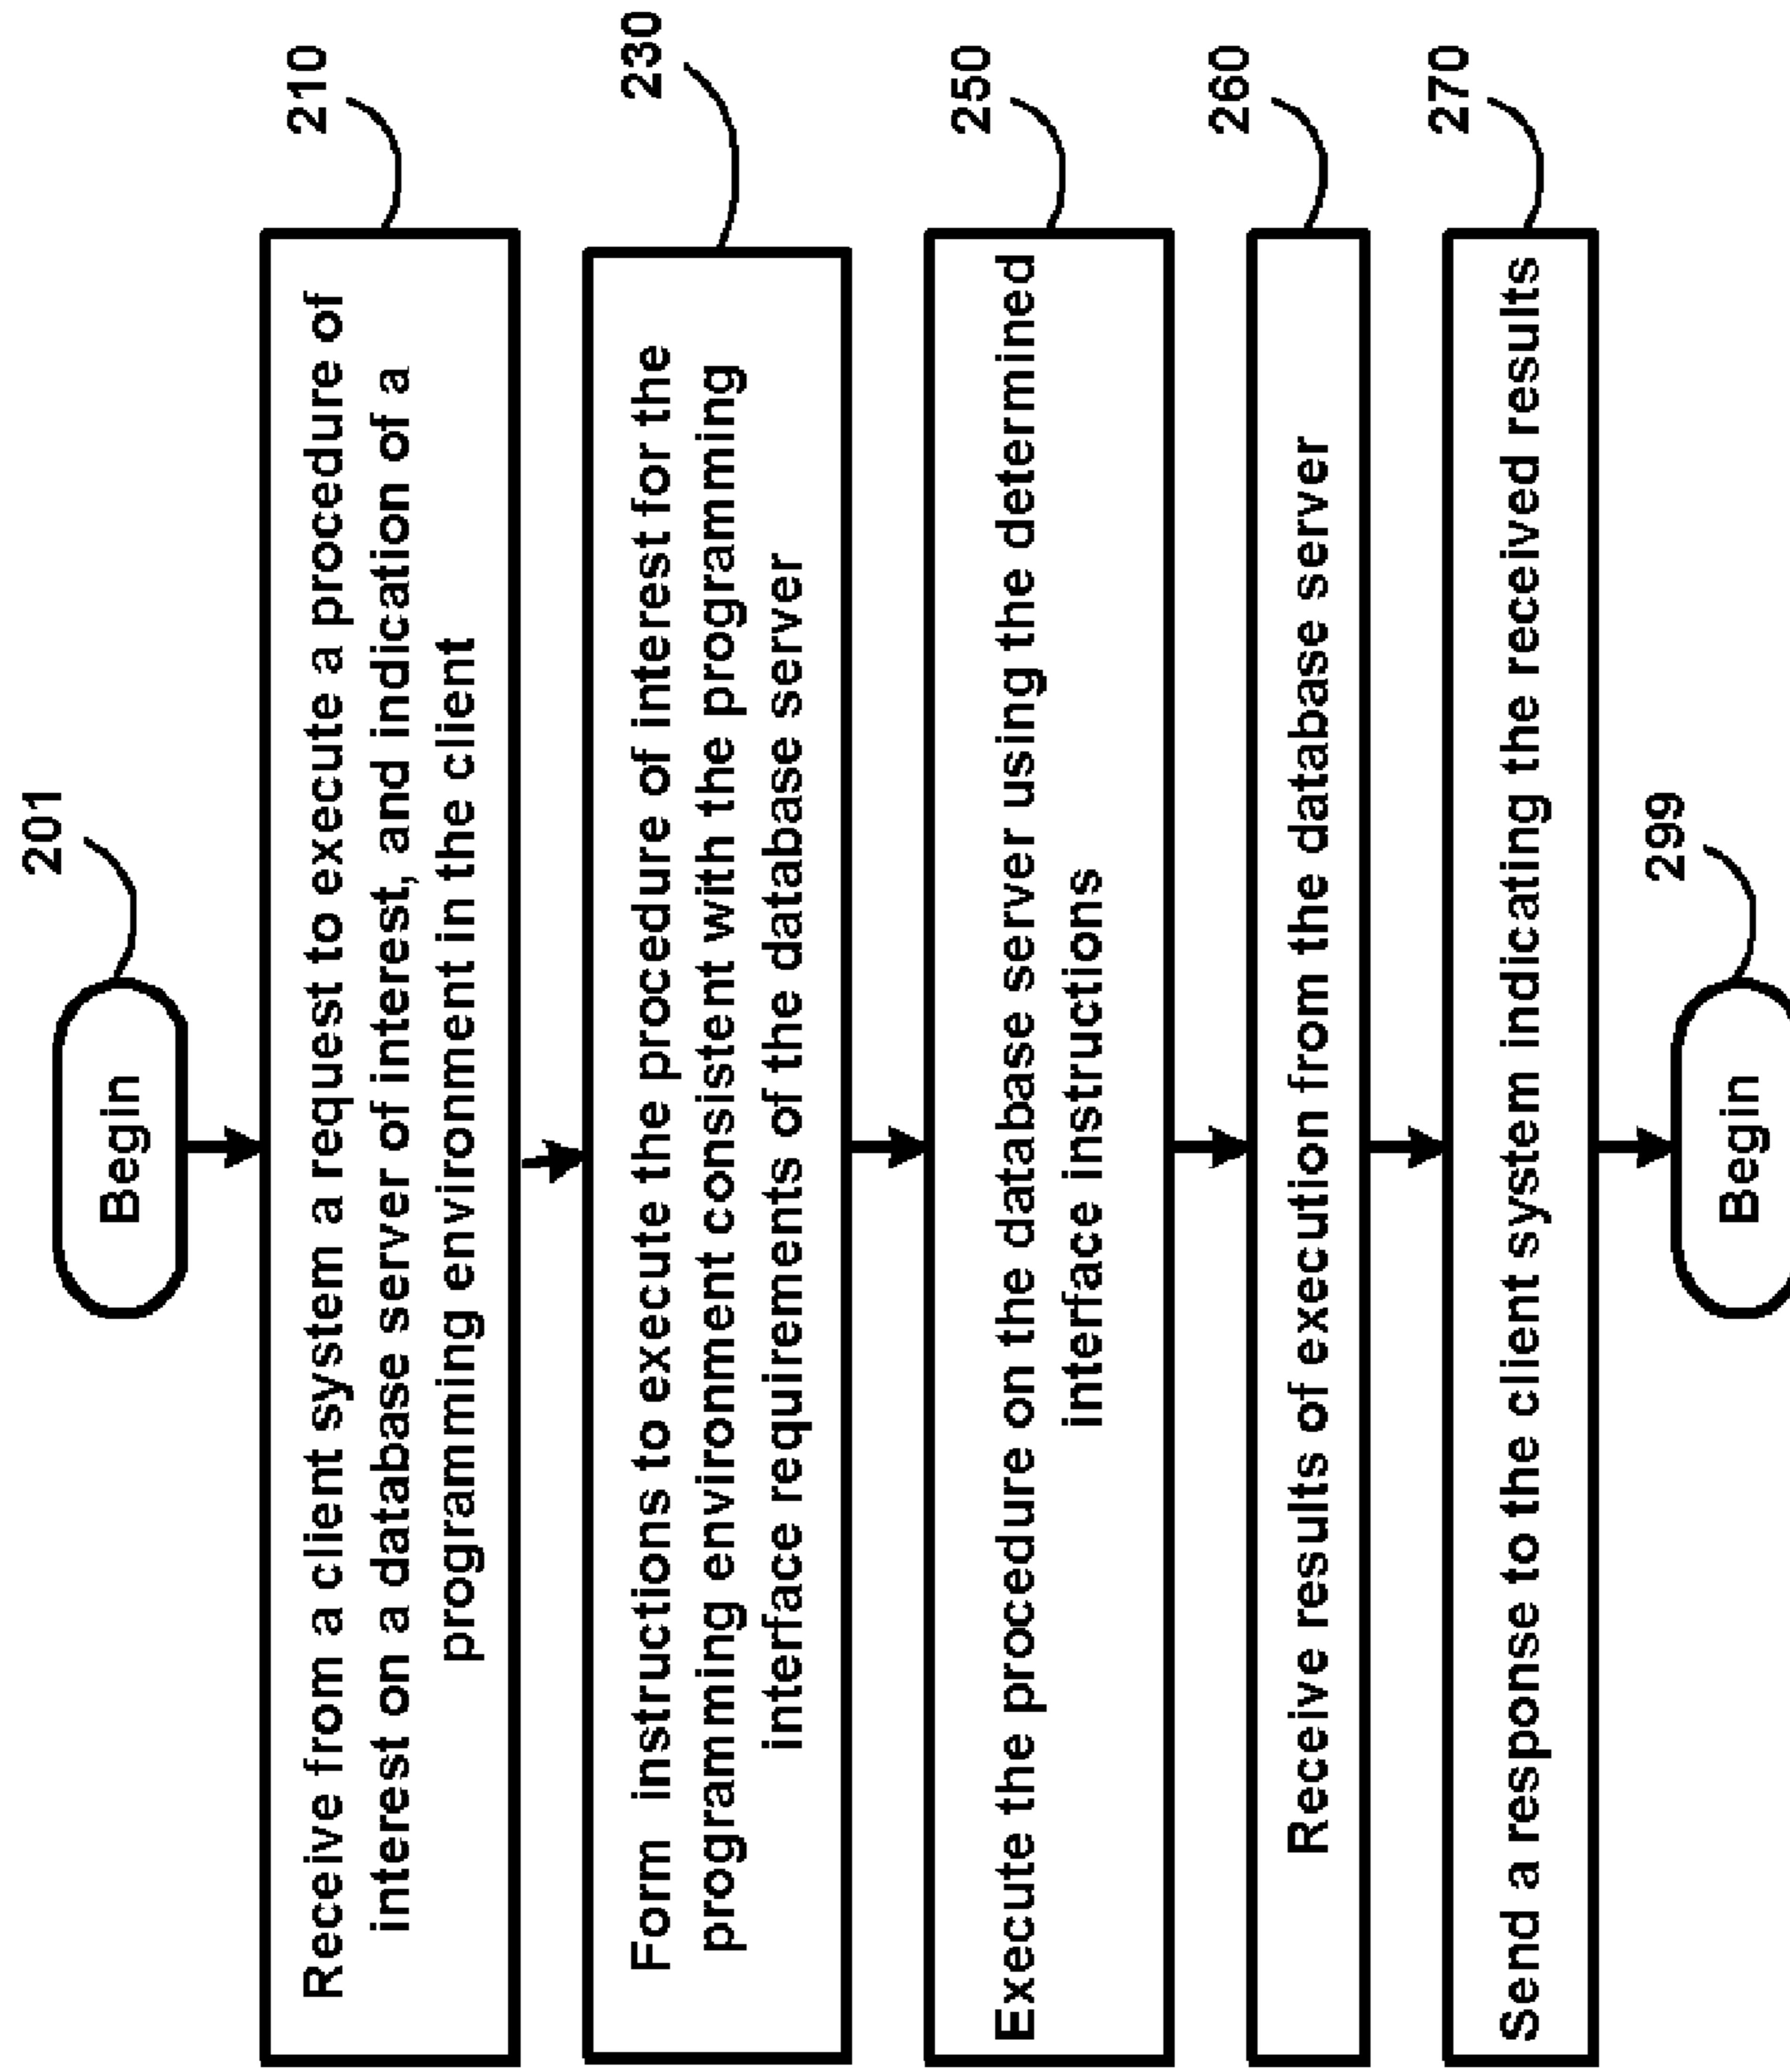 201
Begin
210
Receive from a client system a request to execute a procedure of
interest on a database server of interest, and indication of a
programming environment in the client
230
Form instructions to execute the procedure of interest for the
programming environment consistent with the programming
interface requirements of the database server
250
Execute the procedure on the database server using the determined
interface instructions
260
Receive results of execution from the database server
270
Send a response to the client system indicating the received results
299
Begin